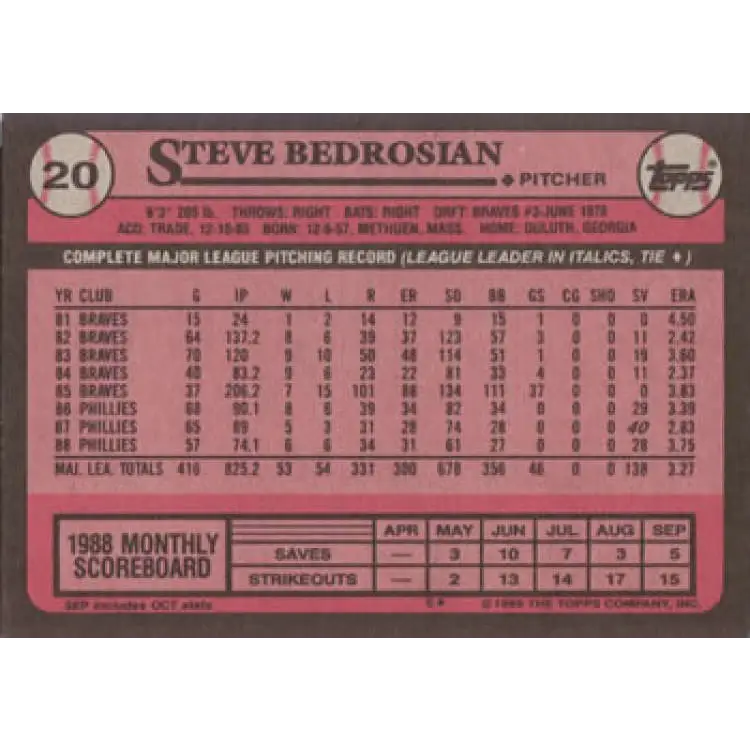 20
STEVE BEDROSIAN
PITCHER
TOPPS
6'3" 205 lb. THROWS: RIGHT BATS: RIGHT DRFT: BRAVES #3-JUNE 1978
ACQ: TRADE, 12-10-85 BORN: 12-6-57, METHUEN, MASS. HOME: DULUTH, GEORGIA
COMPLETE MAJOR LEAGUE PITCHING RECORD (LEAGUE LEADER IN ITALICS, TIE ♦)
YR CLUB G IP W L R ER SO BB GS CG SHO SV ERA
81 BRAVES 15 24 1 2 14 12 9 15 1 0 0 0 4.50
82 BRAVES 64 137.2 8 6 39 37 123 57 3 0 0 11 2.42
83 BRAVES 70 120 9 10 50 48 114 51 1 0 0 19 3.60
84 BRAVES 40 83.2 9 6 23 22 81 33 4 0 0 11 2.37
85 BRAVES 37 206.2 7 15 101 88 134 111 37 0 0 0 3.83
86 PHILLIES 68 90.1 8 6 39 34 82 34 0 0 0 29 3.39
87 PHILLIES 65 89 5 3 31 28 74 28 0 0 0 40 2.83
88 PHILLIES 57 74.1 6 6 34 31 61 27 0 0 0 28 3.75
MAJ. LEA. TOTALS 416 825.2 53 54 331 300 678 356 46 0 0 138 3.27
1988 MONTHLY SCOREBOARD
APR MAY JUN JUL AUG SEP
SAVES — 3 10 7 3 5
STRIKEOUTS — 2 13 14 17 15
SEP includes OCT stats
© 1989 THE TOPPS COMPANY, INC.